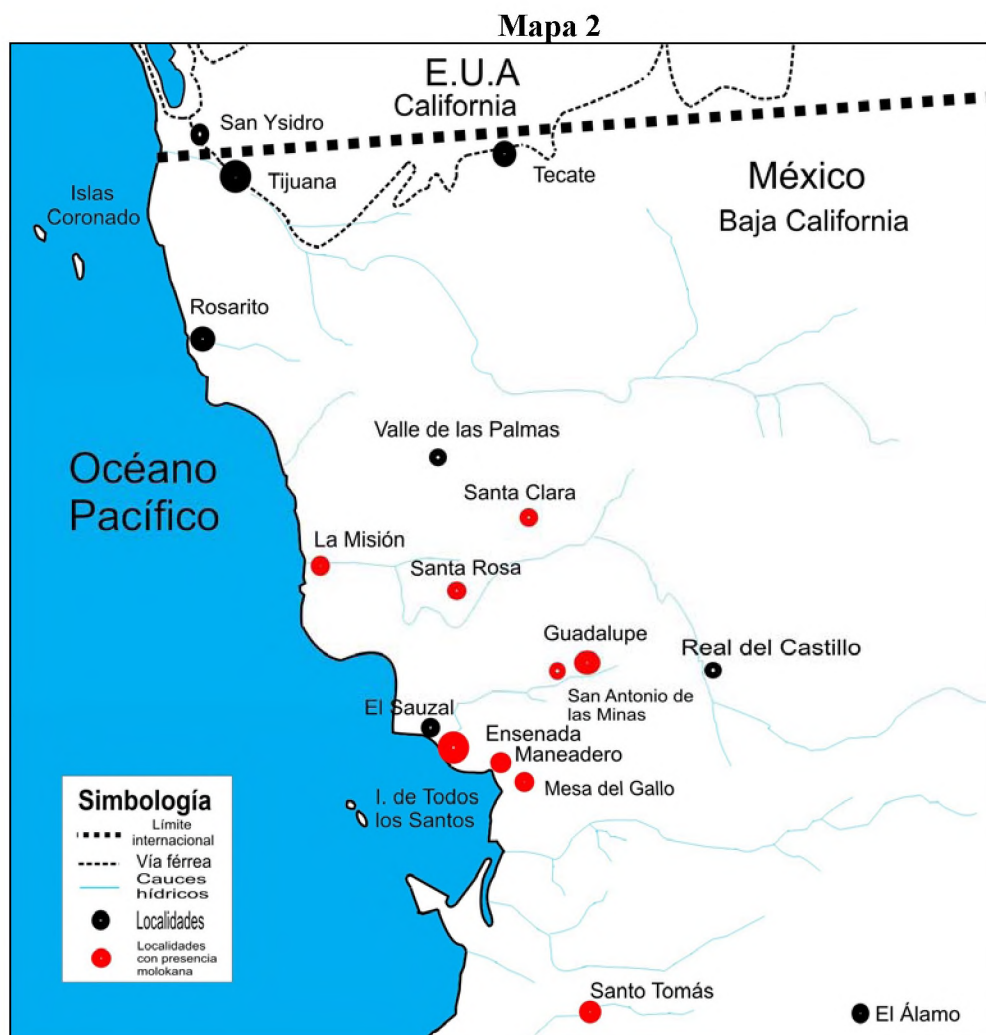 Mapa 2
E.U.A
California
San Ysidro
Tijuana
Tecate
México
Baja California
Islas
Coronado
Rosarito
Valle de las Palmas
Océano
Pacífico
Santa Clara
La Misión
Santa Rosa
Guadalupe
Real del Castillo
San Antonio de
las Minas
El Sauzal
Ensenada
Maneadero
Mesa del Gallo
I. de Todos
los Santos
Simbología
Límite
internacional
Vía férrea
Cauces
hídricos
Localidades
Localidades
con presencia
molokana
Santo Tomás
El Álamo